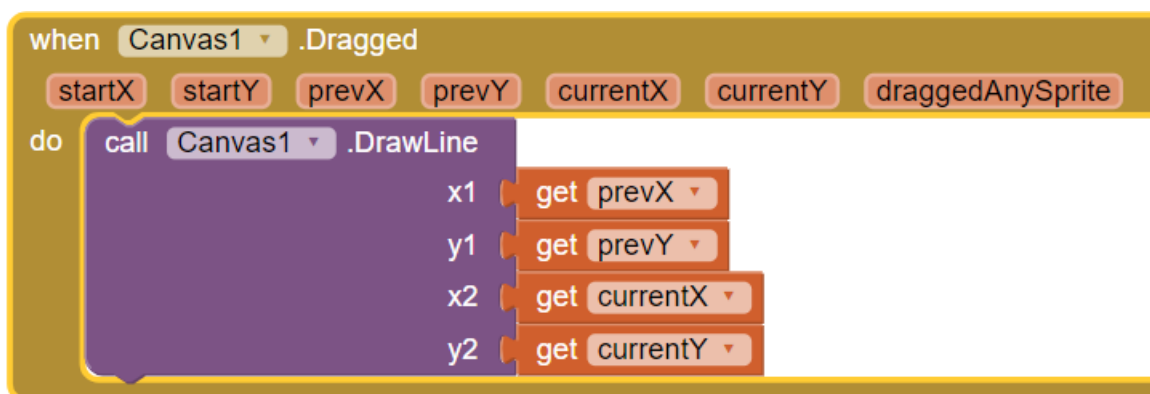 when Canvas1 .Dragged
startX startY prevX prevY currentX currentY draggedAnySprite
do call Canvas1 .DrawLine
x1 get prevX
y1 get prevY
x2 get currentX
y2 get currentY